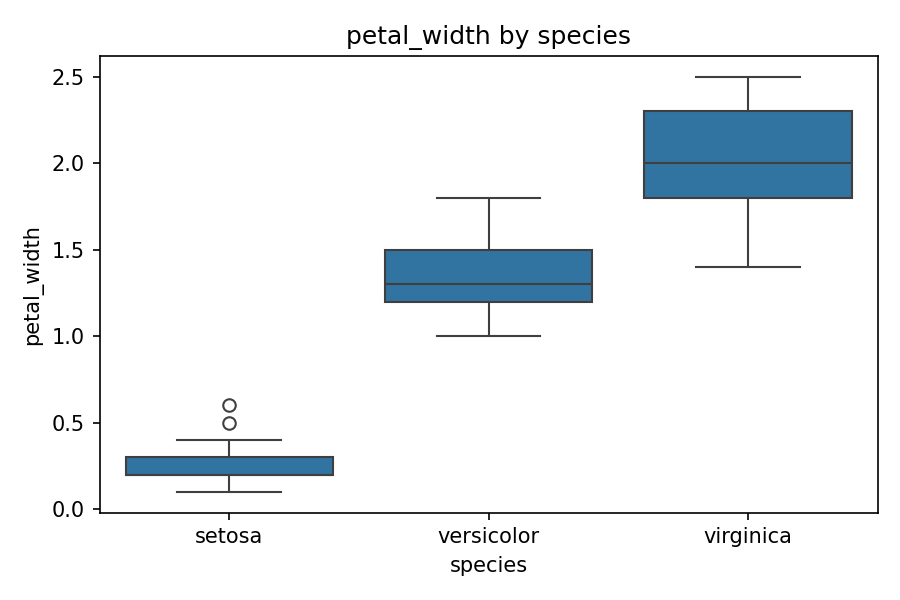 petal_width by species
petal_width
2.5
2.0
1.5
1.0
0.5
0.0
setosa
versicolor
virginica
species